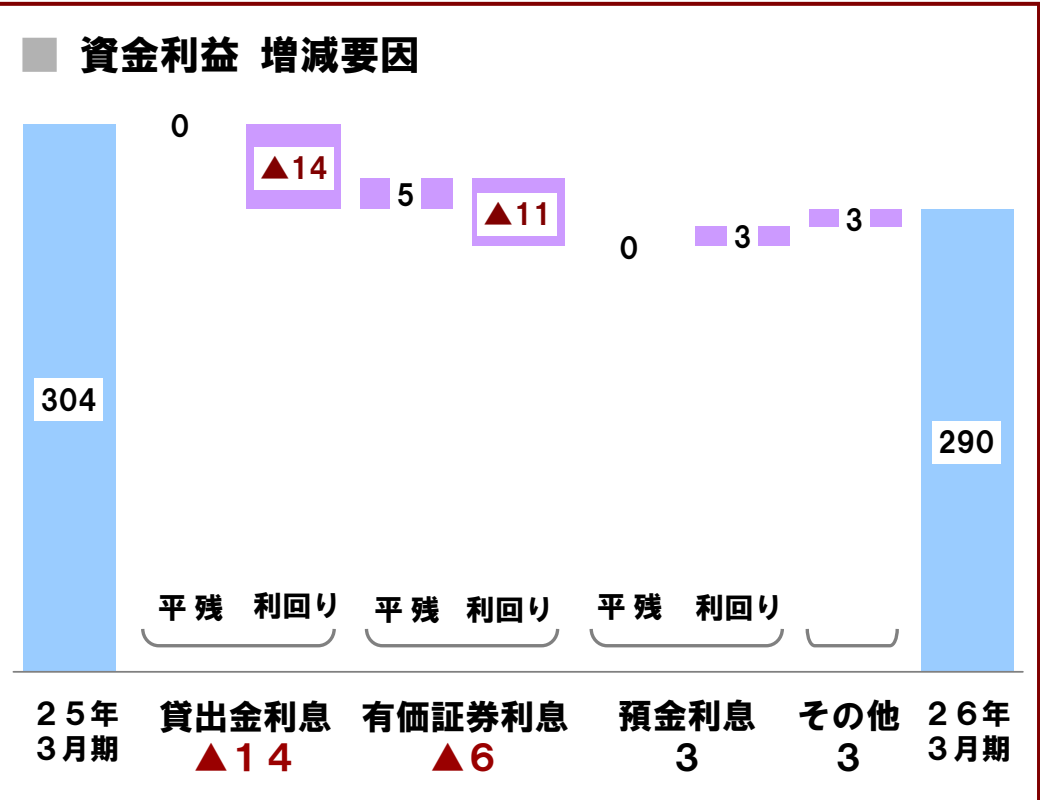 資金利益 増減要因
0
▲14
5
▲11
0
3
3
304
290
平残 利回り 平残 利回り 平残 利回り
２５年
３月期
貸出金利息
▲１４
有価証券利息
▲６
預金利息
３
その他
３
２６年
３月期